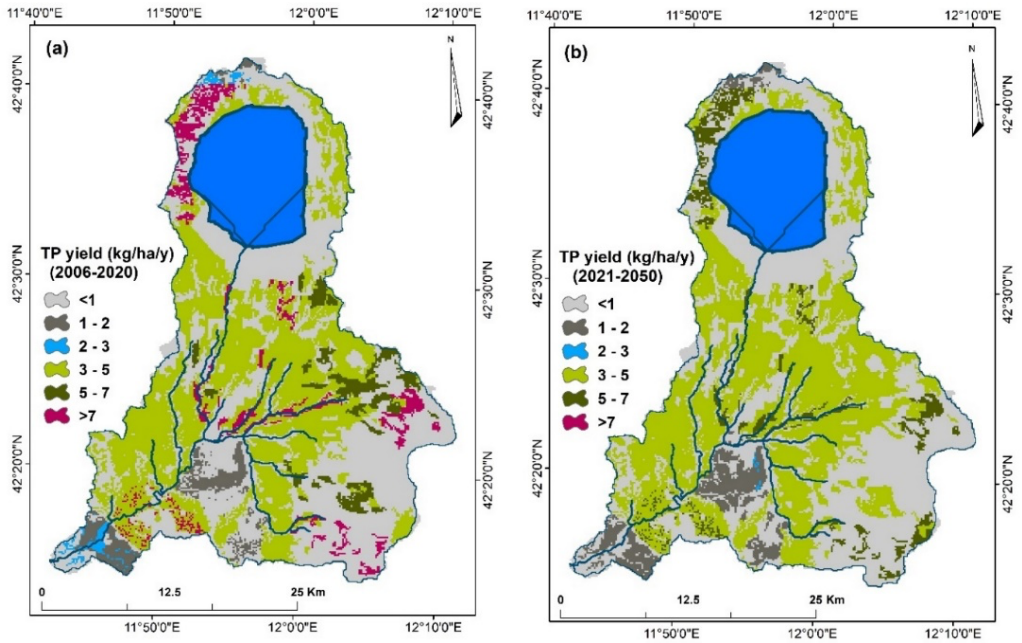 11°40'0"E 11°50'0"E 12°0'0"E 12°10'0"E
(a)
N
42°40'0"N
42°40'0"N
42°30'0"N
42°30'0"N
42°20'0"N
42°20'0"N
TP yield (kg/ha/y)
(2006-2020)
<1
1 - 2
2 - 3
3 - 5
5 - 7
>7
0 12.5 25 Km
11°50'0"E 12°0'0"E 12°10'0"E
11°40'0"E 11°50'0"E 12°0'0"E 12°10'0"E
(b)
N
42°40'0"N
42°40'0"N
42°30'0"N
42°30'0"N
42°20'0"N
42°20'0"N
TP yield (kg/ha/y)
(2021-2050)
<1
1 - 2
2 - 3
3 - 5
5 - 7
>7
0 12.5 25 Km
11°50'0"E 12°0'0"E 12°10'0"E